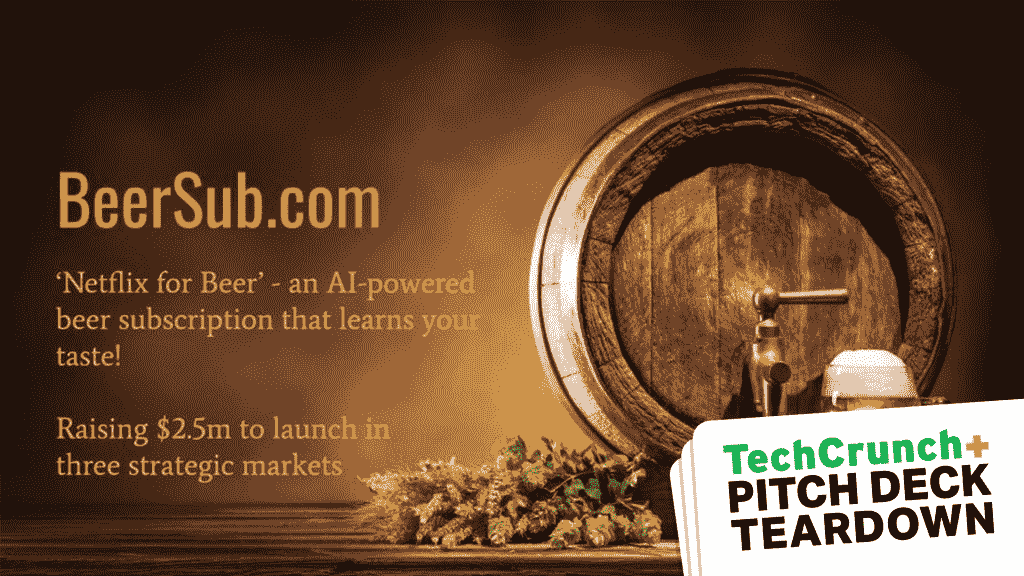 BeerSub.com
‘Netflix for Beer’ - an AI-powered
beer subscription that learns your
taste!
Raising $2.5m to launch in
three strategic markets
TechCrunch+
PITCH DECK
TEARDOWN